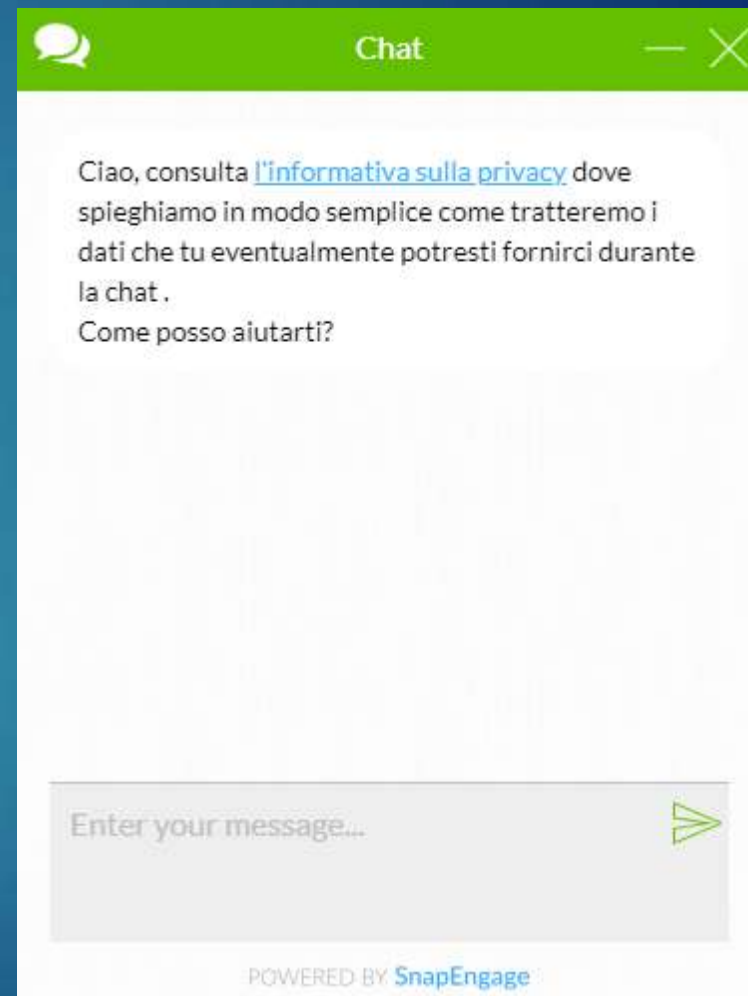 Chat
Ciao, consulta l'informativa sulla privacy dove
spieghiamo in modo semplice come tratteremo i
dati che tu eventualmente potresti fornirci durante
la chat .
Come posso aiutarti?
Enter your message...
POWERED BY SnapEngage